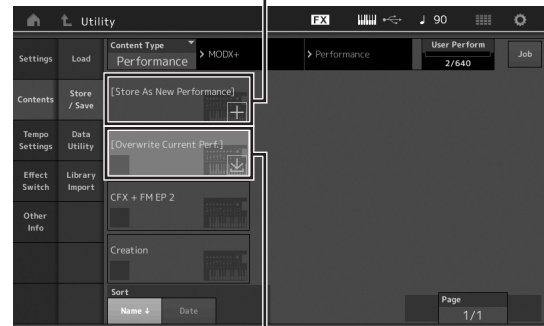 Utility
FX
90
Settings
Load
Content Type
Performance
MODX+
Performance
User Perform
2/640
Job
Contents
Store
/ Save
[Store As New Performance]
Tempo
Settings
Data
Utility
[Overwrite Current Perf.]
Effect
Switch
Library
Import
CFX + FM EP 2
Other
Info
Creation
Sort
Name ↓
Date
Page
1/1